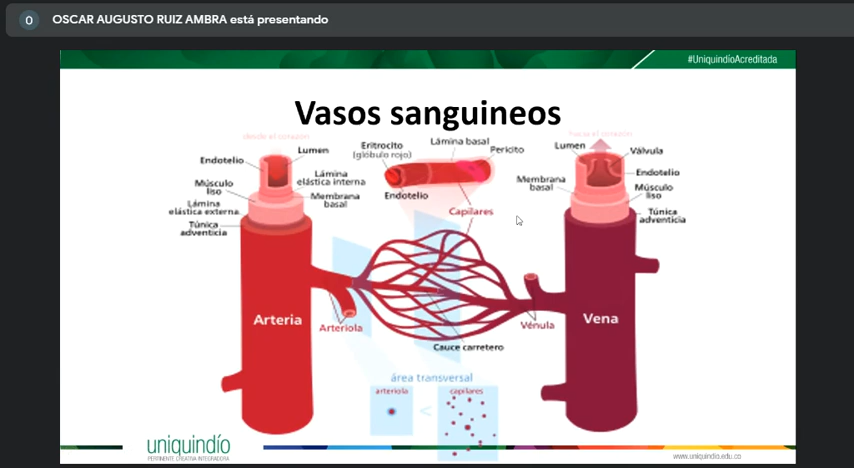 O
OSCAR AUGUSTO RUIZ AMBRA está presentando
#UniquindíoAcreditada
Vasos sanguineos
desde el corazón
Lumen
Endotelio
Músculo
liso
Lámina
elástica externa
Túnica
adventicia
Lámina
elástica interna
Membrana
basal
Eritrocito
(glóbulo rojo)
Lámina basal
Pericito
Endotelio
Capilares
hacia el corazón
Lumen
Válvula
Membrana
basal
Endotelio
Músculo
liso
Túnica
adventicia
Arteria
Arteriola
Cauce carretero
Vénula
Vena
área transversal
arteriola
<
capilares
uniquindío
PERTINENTE CREATIVA INTEGRADORA
www.uniquindio.edu.co